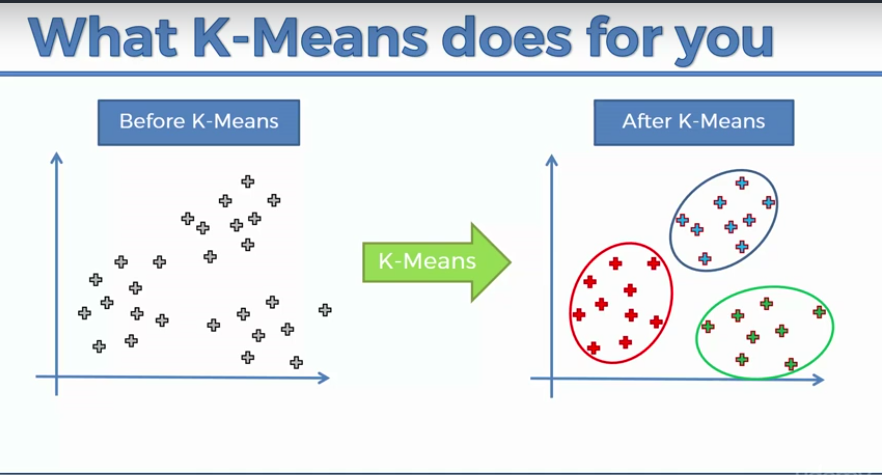 What K-Means does for you
Before K-Means
After K-Means
K-Means